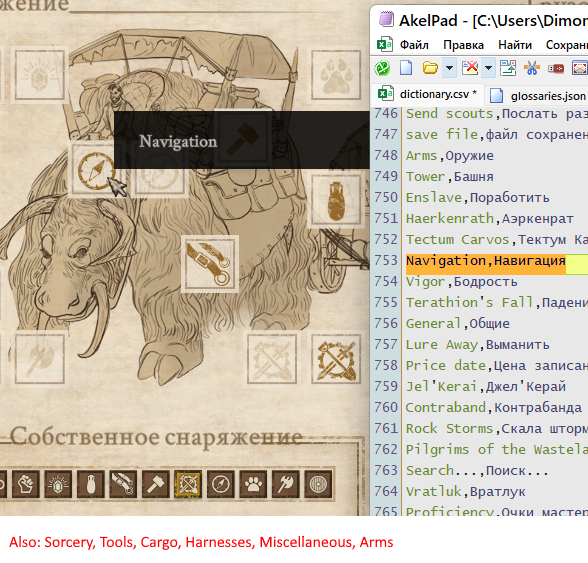 жение
Грузо
AkelPad - [C:\Users\Dimon
Файл Правка Найти Сохрани
dictionary.csv * glossaries.json
746 Send scouts,Послать раз
747 save file,файл сохранен
748 Arms,Оружие
749 Tower,Башня
750 Enslave,Поработить
751 Haerkenrath,Аэркенрат
752 Tectum Carvos,Тектум Ка
753 Navigation,Навигация
754 Vigor,Бодрость
755 Terathion's Fall,Падени
756 General,Общие
757 Lure Away,Выманить
758 Price date,Цена записан
759 Jel'Kerai,Джел'Керай
760 Contraband,Контрабанда
761 Rock Storms,Скала шторм
762 Pilgrims of the Wastela
763 Search...,Поиск...
764 Vratluk,Вратлук
765 Proficiency,Очки мастер
Navigation
Собственное снаряжение
Also: Sorcery, Tools, Cargo, Harnesses, Miscellaneous, Arms